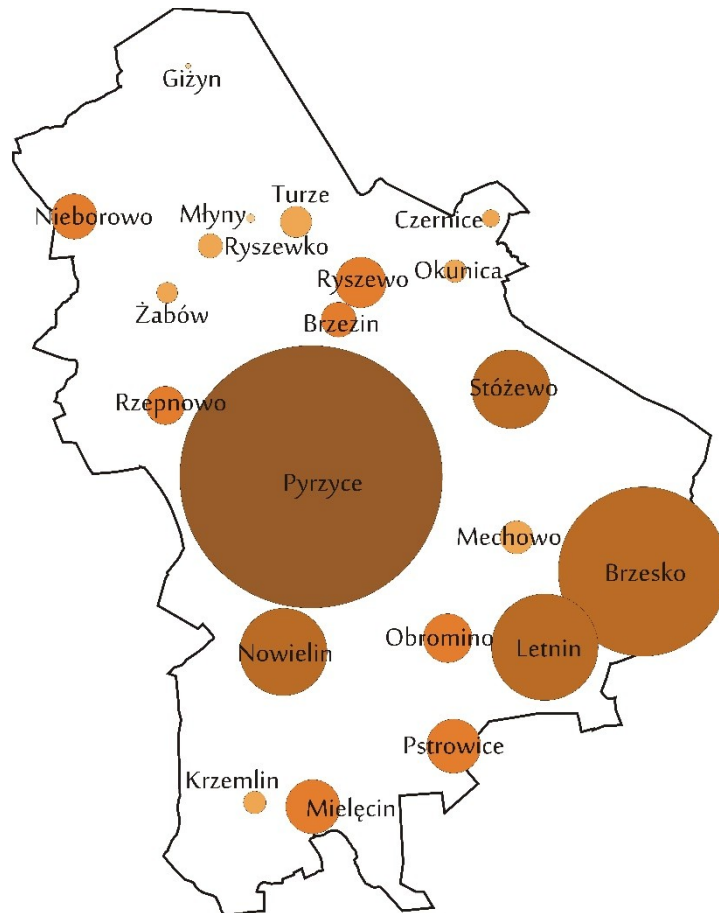 Giżyn
Turze
Nieborowo
Młyny
Czernice
Ryszewko
Ryszewo
Okunica
Żabów
Brzezin
Stóżewo
Rzepnowo
Pyrzyce
Mechowo
Brzesko
Obromino
Nowielin
Letnin
Pstrowice
Krzemlin
Mielęcin